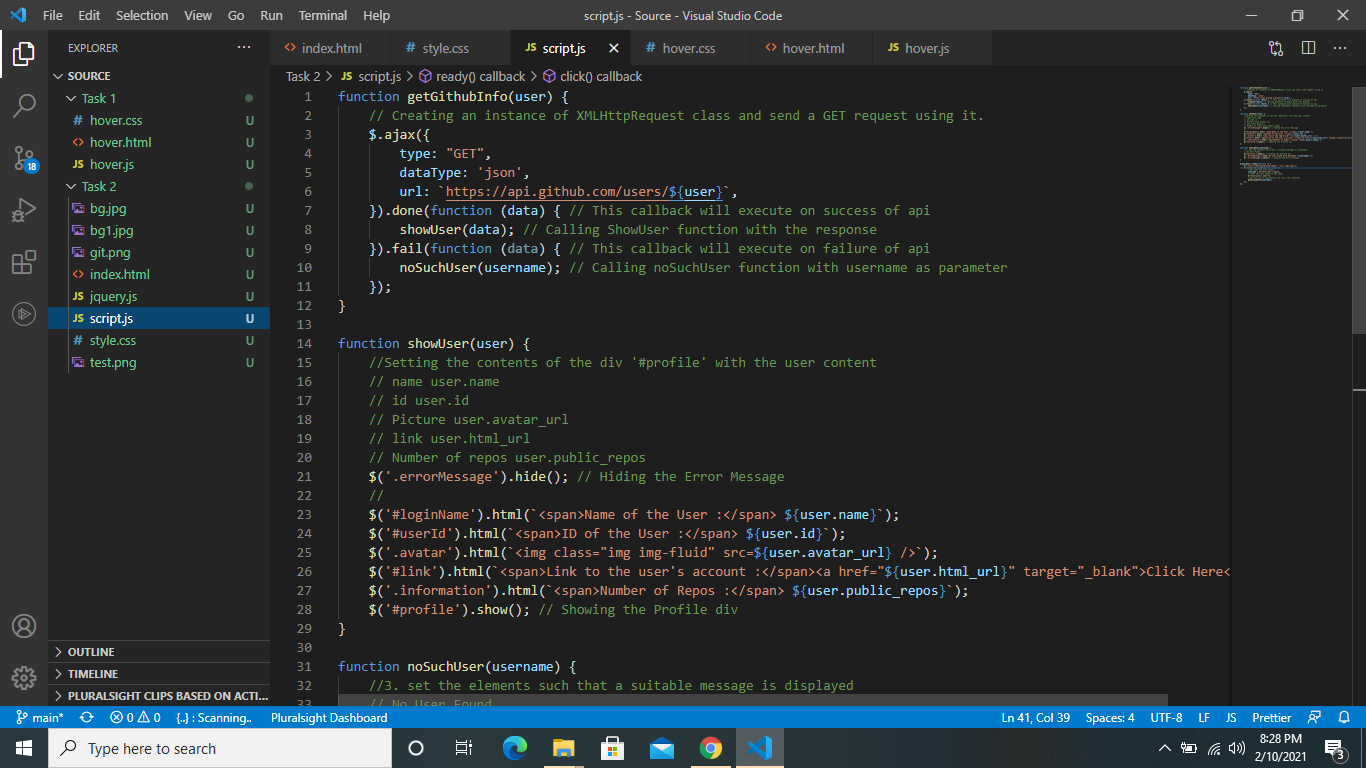 File Edit Selection View Go Run Terminal Help script.js - Source - Visual Studio Code
EXPLORER
SOURCE
Task 1
hover.css U
hover.html U
hover.js U
Task 2
bg.jpg U
bg1.jpg U
git.png U
index.html U
jquery.js U
script.js U
style.css U
test.png U
OUTLINE
TIMELINE
PLURALSIGHT CLIPS BASED ON ACTI...
18
index.html style.css script.js hover.css hover.html hover.js
Task 2 > JS script.js > ready() callback > click() callback
1 function getGithubInfo(user) {
2 // Creating an instance of XMLHttpRequest class and send a GET request using it.
3 $.ajax({
4 type: "GET",
5 dataType: 'json',
6 url: `https://api.github.com/users/${user}`,
7 }).done(function (data) { // This callback will execute on success of api
8 showUser(data); // Calling ShowUser function with the response
9 }).fail(function (data) { // This callback will execute on failure of api
10 noSuchUser(username); // Calling noSuchUser function with username as parameter
11 });
12 }
13
14 function showUser(user) {
15 //Setting the contents of the div '#profile' with the user content
16 // name user.name
17 // id user.id
18 // Picture user.avatar_url
19 // link user.html_url
20 // Number of repos user.public_repos
21 $('.errorMessage').hide(); // Hiding the Error Message
22 //
23 $('#loginName').html(`<span>Name of the User :</span> ${user.name}`);
24 $('#userId').html(`<span>ID of the User :</span> ${user.id}`);
25 $('.avatar').html(`<img class="img img-fluid" src=${user.avatar_url} />`);
26 $('#link').html(`<span>Link to the user's account :</span><a href="${user.html_url}" target="_blank">Click Here<
27 $('.information').html(`<span>Number of Repos :</span> ${user.public_repos}`);
28 $('#profile').show(); // Showing the Profile div
29 }
30
31 function noSuchUser(username) {
32 //3. set the elements such that a suitable message is displayed
33 // No User Found
main* 0 0 {..} : Scanning.. Pluralsight Dashboard Ln 41, Col 39 Spaces: 4 UTF-8 LF JS Prettier
Type here to search
8:28 PM
2/10/2021
3